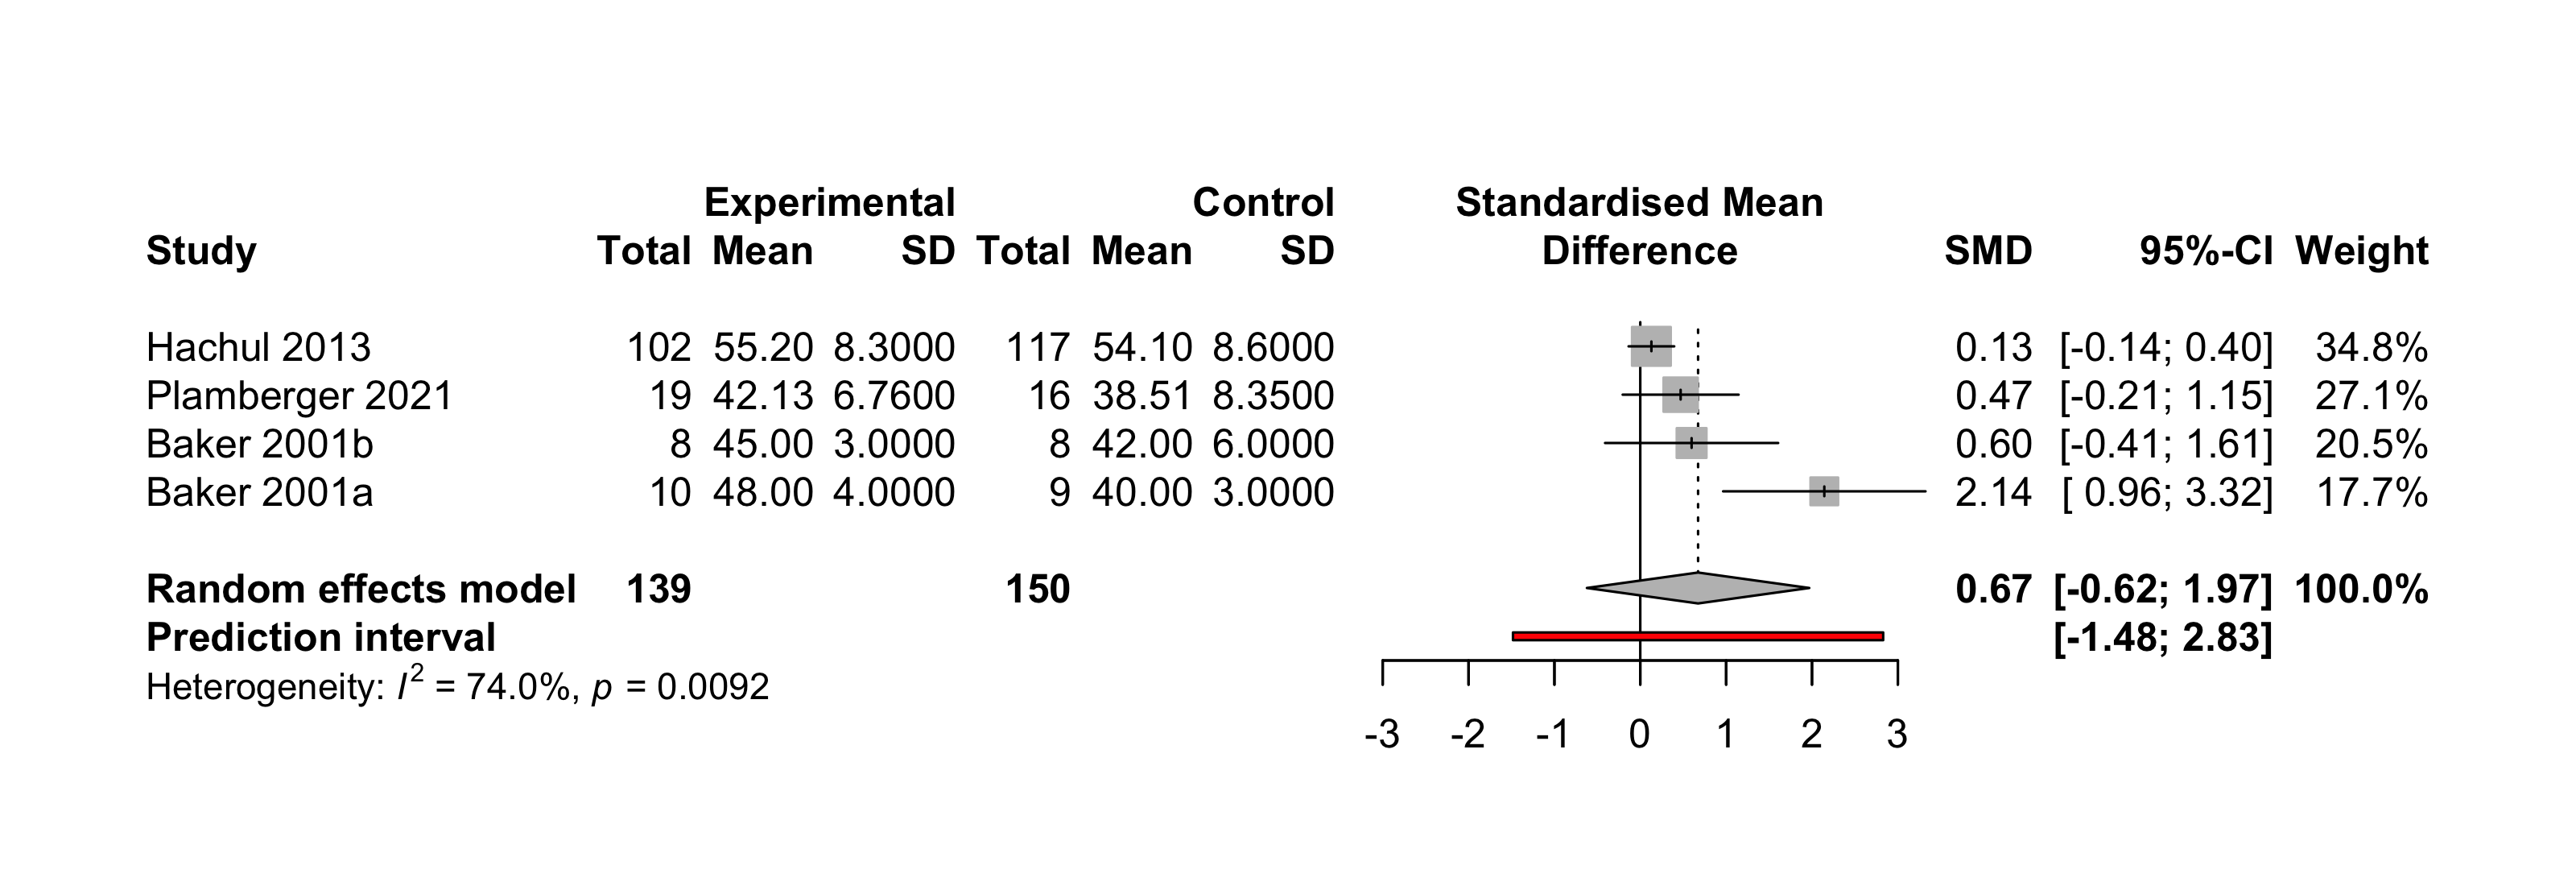 Experimental Control Standardised Mean
Study Total Mean SD Total Mean SD Difference SMD 95%-CI Weight
Hachul 2013 102 55.20 8.3000 117 54.10 8.6000 0.13 [-0.14; 0.40] 34.8%
Plamberger 2021 19 42.13 6.7600 16 38.51 8.3500 0.47 [-0.21; 1.15] 27.1%
Baker 2001b 8 45.00 3.0000 8 42.00 6.0000 0.60 [-0.41; 1.61] 20.5%
Baker 2001a 10 48.00 4.0000 9 40.00 3.0000 2.14 [ 0.96; 3.32] 17.7%
Random effects model 139 150 0.67 [-0.62; 1.97] 100.0%
Prediction interval [-1.48; 2.83]
Heterogeneity: I² = 74.0%, p = 0.0092
-3 -2 -1 0 1 2 3